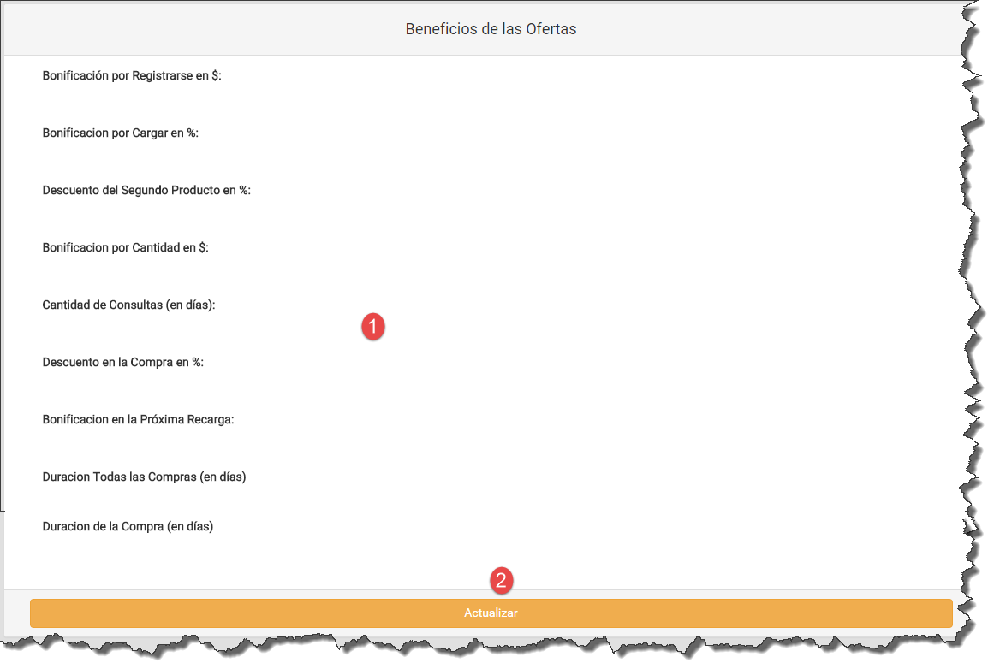 Beneficios de las Ofertas
Bonificación por Registrarse en $:
Bonificacion por Cargar en %:
Descuento del Segundo Producto en %:
Bonificacion por Cantidad en $:
Cantidad de Consultas (en días):
1
Descuento en la Compra en %:
Bonificacion en la Próxima Recarga:
Duracion Todas las Compras (en días)
Duracion de la Compra (en días)
2
Actualizar